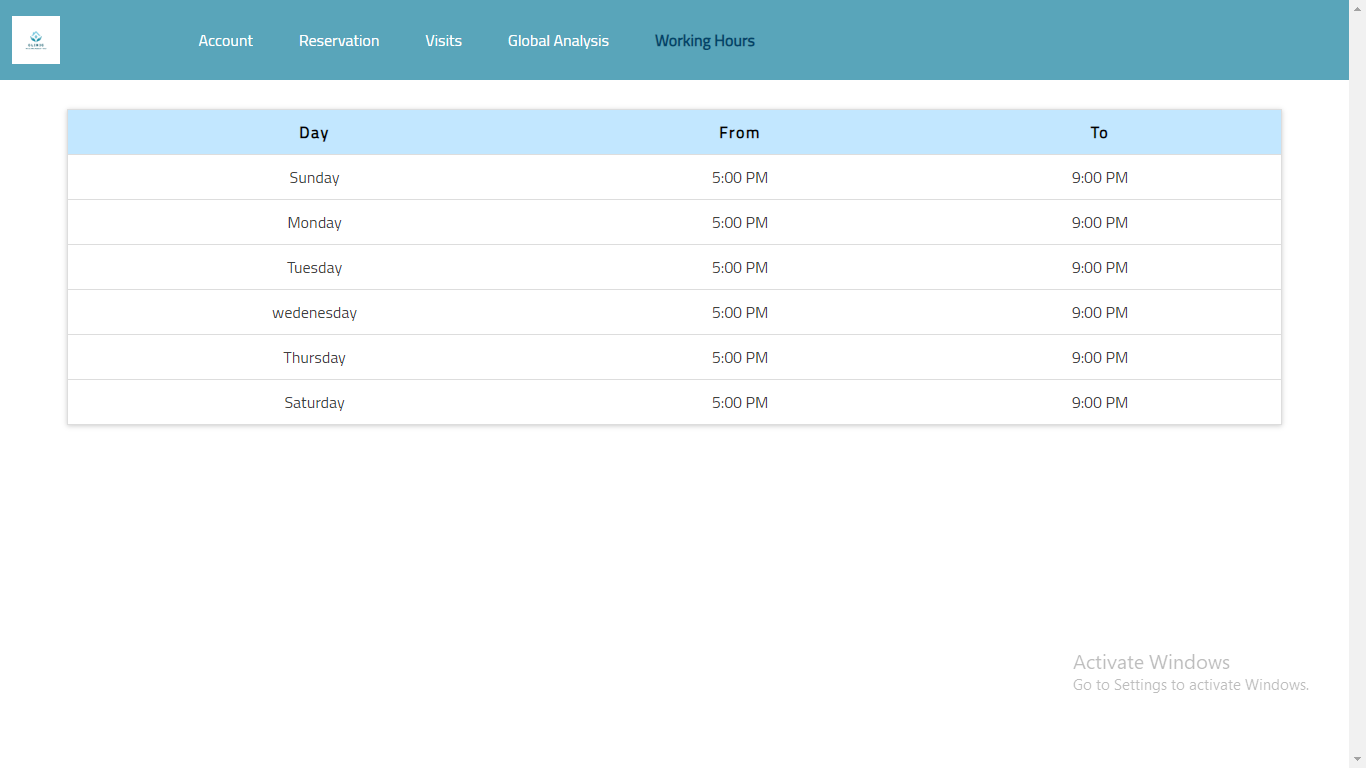 CLINIC
Account Reservation Visits Global Analysis Working Hours
Day From To
Sunday 5:00 PM 9:00 PM
Monday 5:00 PM 9:00 PM
Tuesday 5:00 PM 9:00 PM
wedenesday 5:00 PM 9:00 PM
Thursday 5:00 PM 9:00 PM
Saturday 5:00 PM 9:00 PM
Activate Windows
Go to Settings to activate Windows.